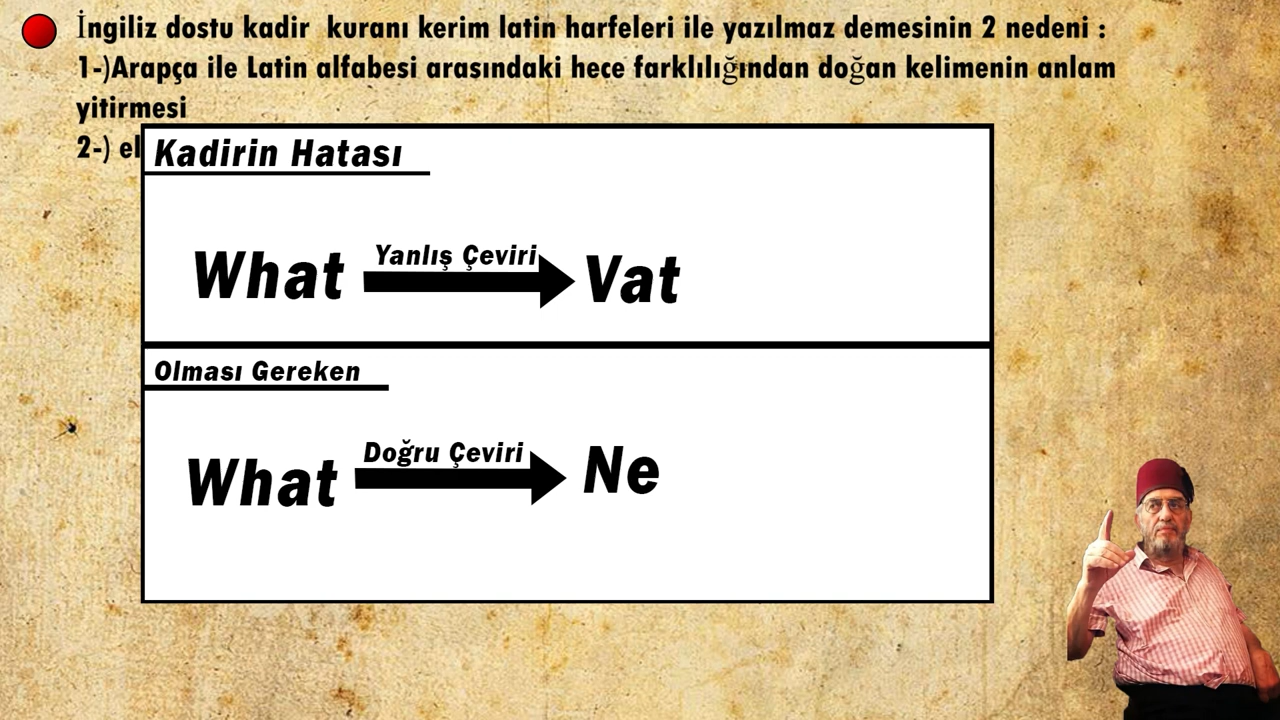 İngiliz dostu kadir kuranı kerim latin harfeleri ile yazılmaz demesinin 2 nedeni :
1-)Arapça ile Latin alfabesi arasındaki hece farklılığından doğan kelimenin anlam
yitirmesi
2-) el
Kadirin Hatası
What Yanlış Çeviri Vat
Olması Gereken
What Doğru Çeviri Ne